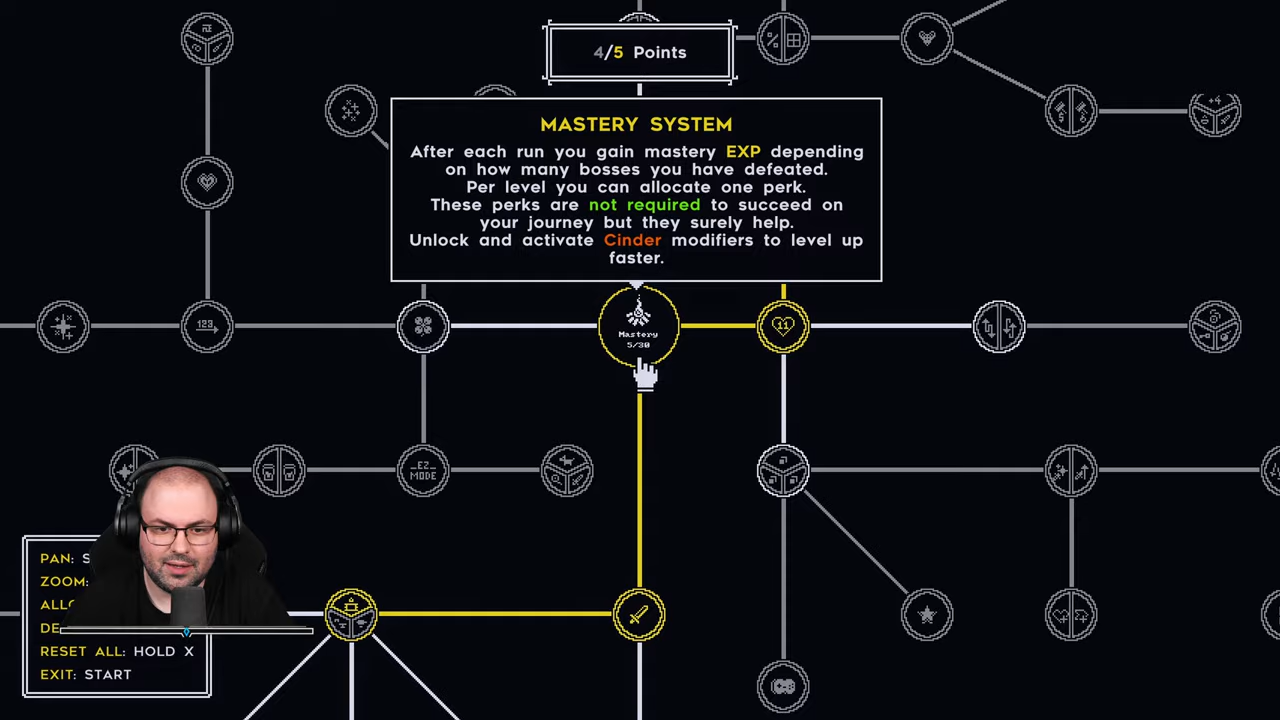 4/5 Points
MASTERY SYSTEM
After each run you gain mastery EXP depending
on how many bosses you have defeated.
Per level you can allocate one perk.
These perks are not required to succeed on
your journey but they surely help.
Unlock and activate Cinder modifiers to level up
faster.
123
Mastery
5/30
11
EZ
MODE
PAN: S
ZOOM:
ALLO
DE
RESET ALL: HOLD X
EXIT: START